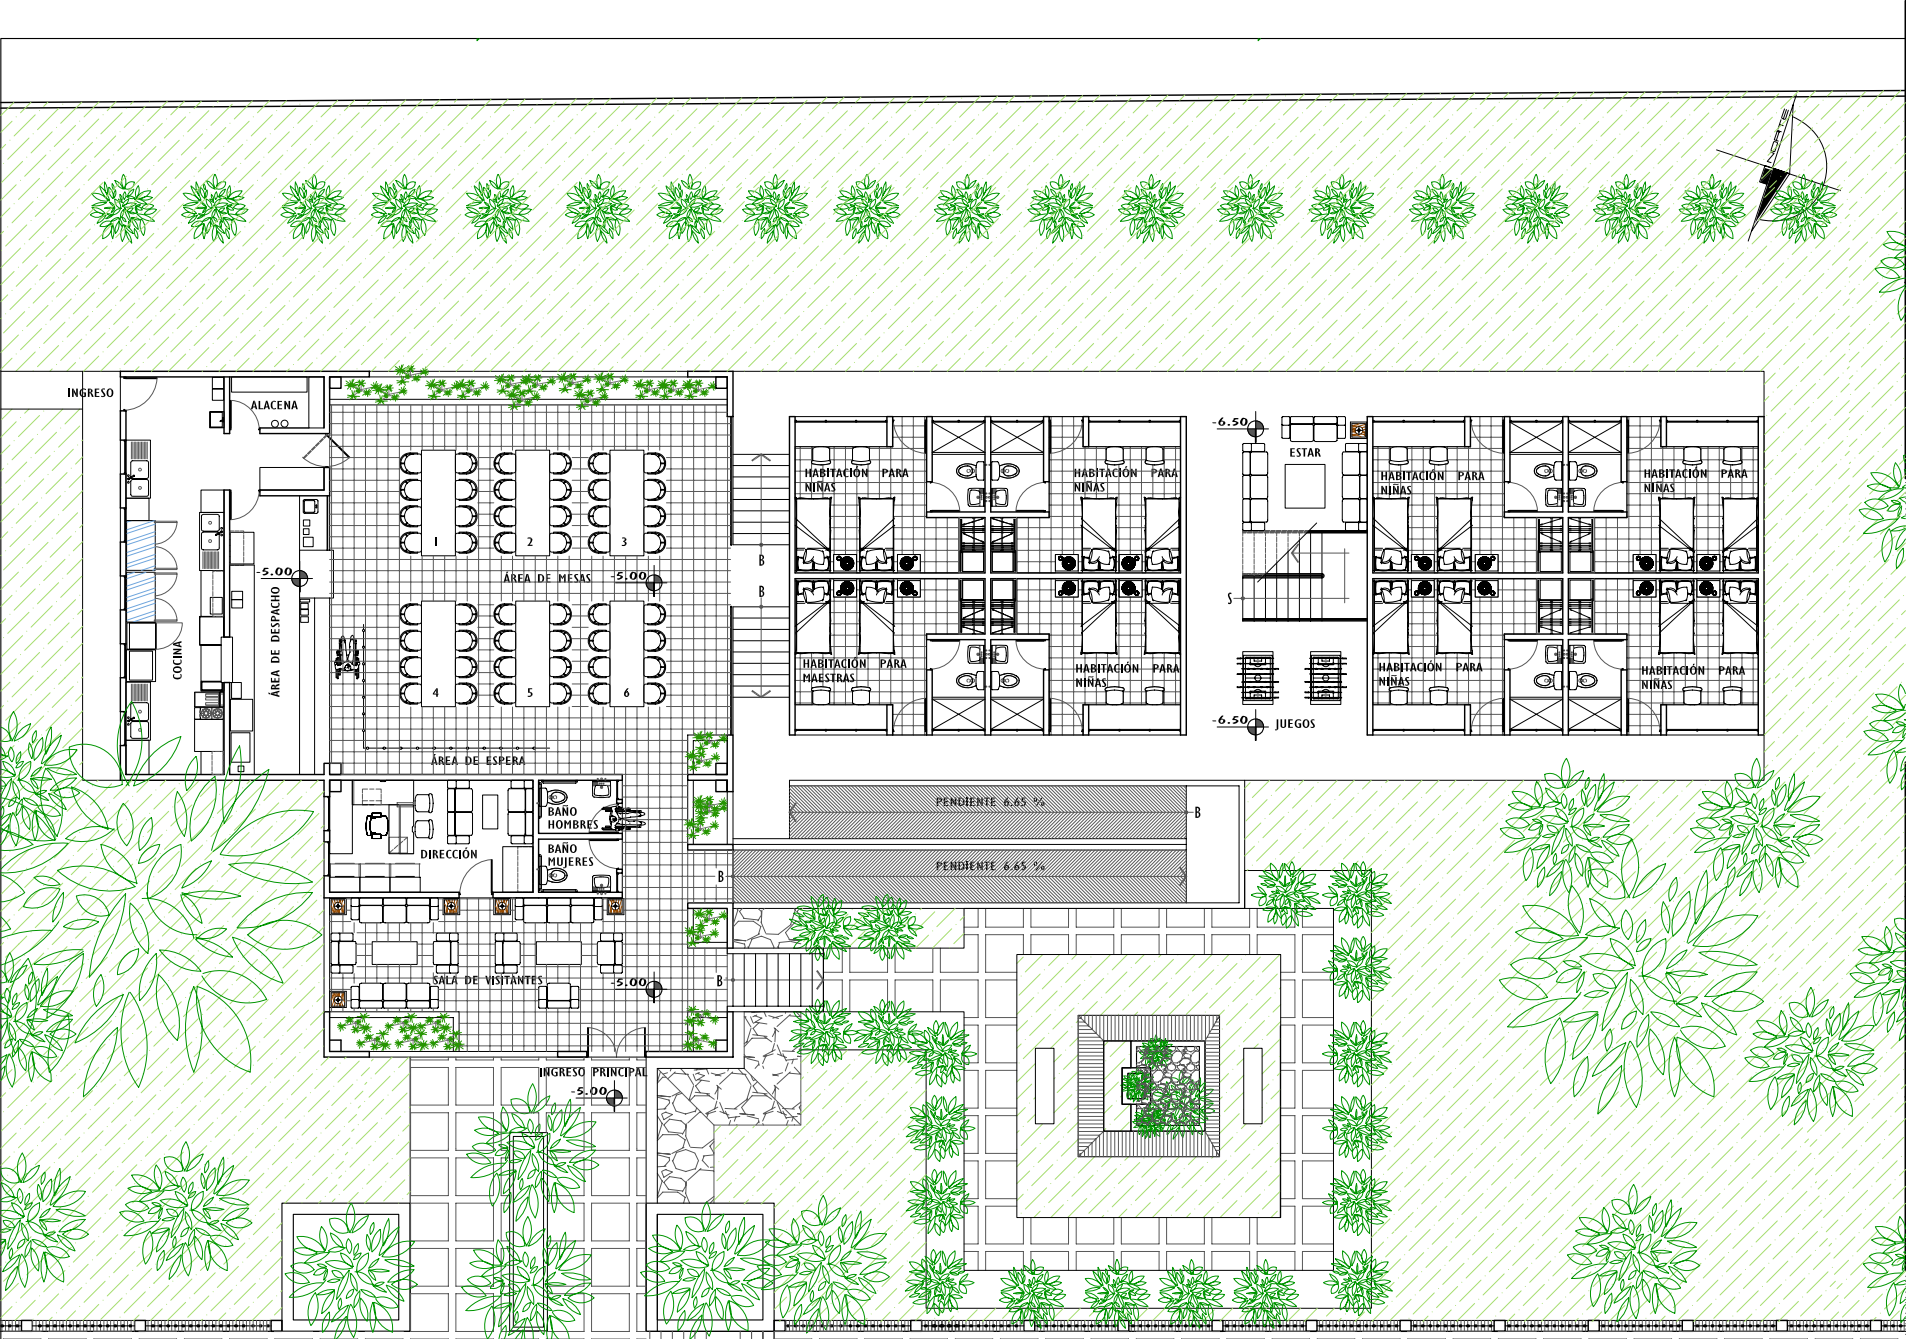 NORTE
INGRESO
ALACENA
COCINA
ÁREA DE DESPACHO
-5.00
1
2
3
ÁREA DE MESAS
-5.00
4
5
6
ÁREA DE ESPERA
B
B
HABITACIÓN PARA
NIÑAS
HABITACIÓN PARA
NIÑAS
HABITACIÓN PARA
MAESTRAS
HABITACIÓN PARA
NIÑAS
-6.50
ESTAR
S
-6.50
JUEGOS
HABITACIÓN PARA
NIÑAS
HABITACIÓN PARA
NIÑAS
HABITACIÓN PARA
NIÑAS
HABITACIÓN PARA
NIÑAS
DIRECCIÓN
BAÑO
HOMBRES
BAÑO
MUJERES
PENDIENTE 6.65 %
B
PENDIENTE 6.65 %
B
SALA DE VISITANTES
-5.00
B
INGRESO PRINCIPAL
-5.00